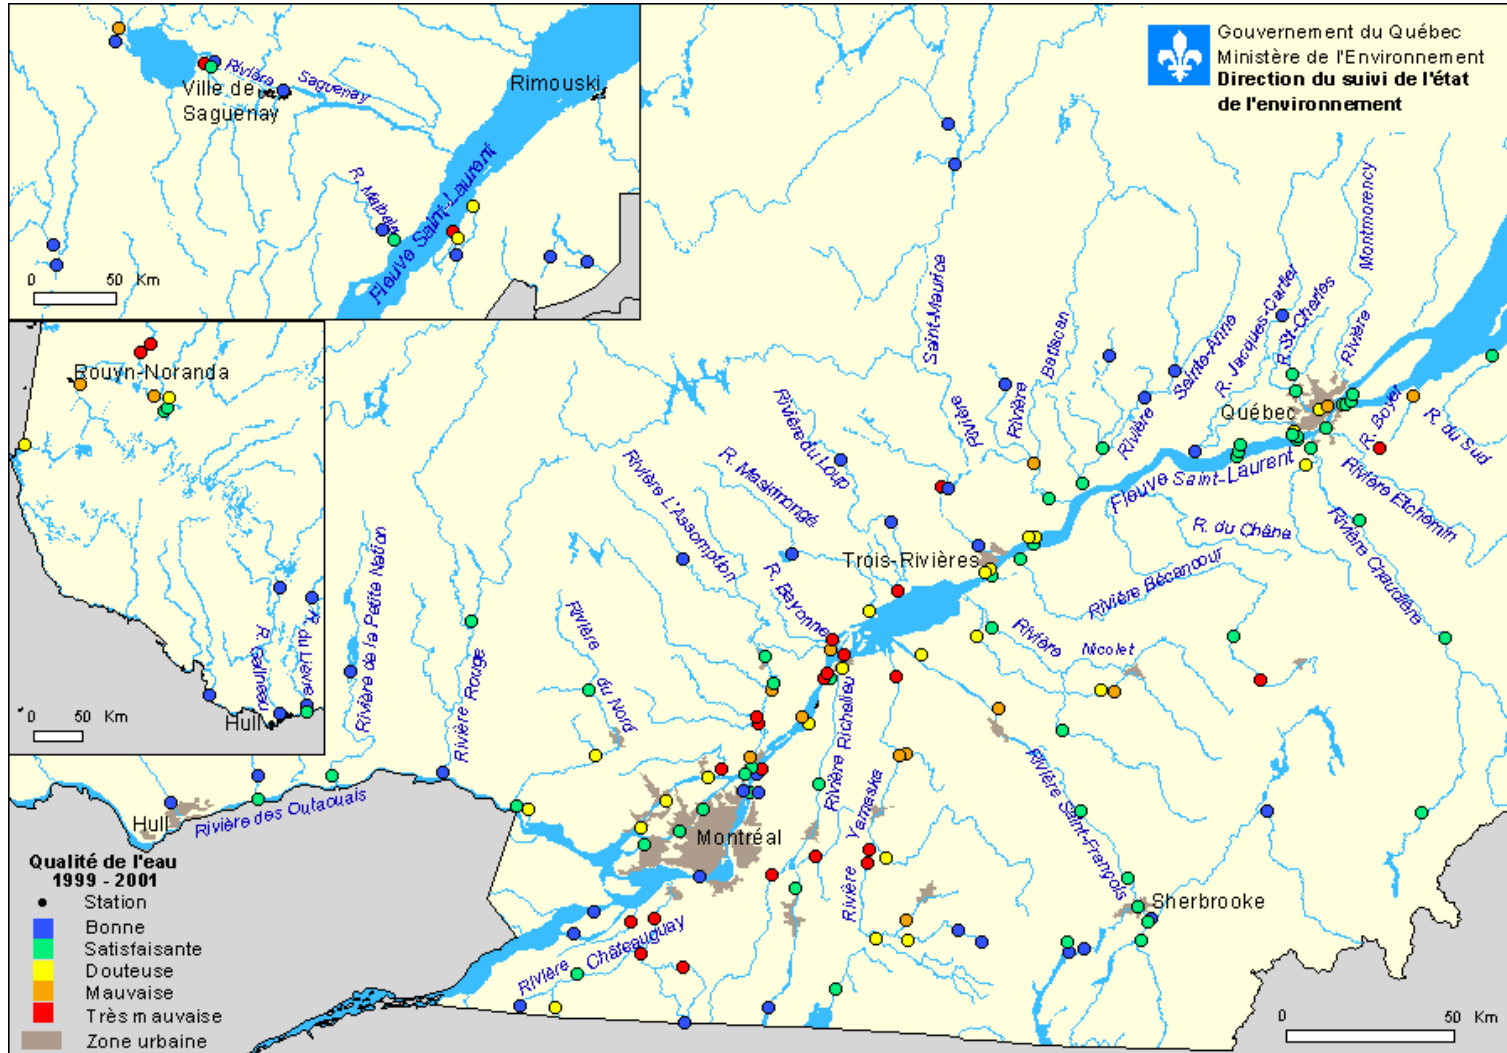 Gouvernement du Québec
Ministère de l'Environnement
Direction du suivi de l'état
de l'environnement
Rivière Saguenay
Ville de
Saguenay
Rimouski
R. Malbaie
Fleuve Saint-Laurent
0 50 Km
Rouyn-Noranda
R. Gatineau
R. du Lièvre
Hull
0 50 Km
Rivière Saint-Maurice
Rivière Batiscan
Rivière Sainte-Anne
R. Jacques-Cartier
R. St-Charles
Rivière Montmorency
Québec
R. Boyer
R. du Sud
Fleuve Saint-Laurent
Rivière Etchemin
R. du Chêne
Rivière Chaudière
Rivière du Loup
R. Maskinongé
Rivière L'Assomption
R. Bayonne
Trois-Rivières
Rivière Bécancour
Rivière Nicolet
Rivière de la Petite Nation
Rivière Rouge
Rivière du Nord
Rivière Richelieu
Rivière Yamaska
Rivière Saint-François
Hull
Rivière des Outaouais
Montréal
Sherbrooke
Rivière Châteauguay
Qualité de l'eau
1999 - 2001
Station
Bonne
Satisfaisante
Douteuse
Mauvaise
Très mauvaise
Zone urbaine
0 50 Km